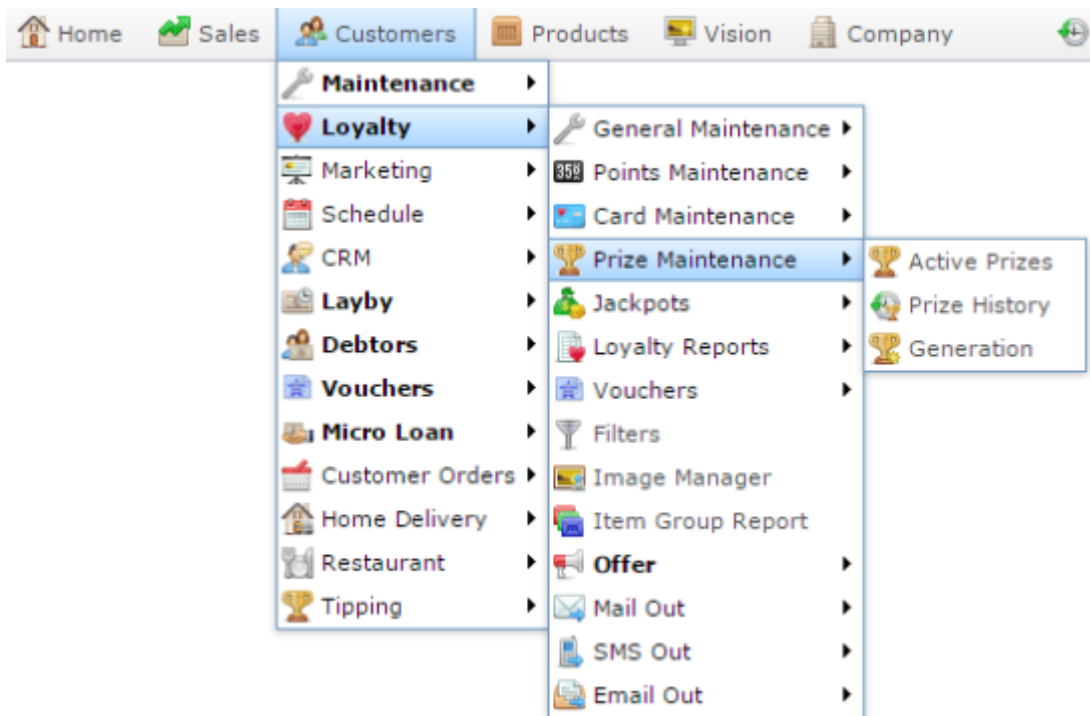 Home Sales Customers Products Vision Company
Maintenance
Loyalty
Marketing
Schedule
CRM
Layby
Debtors
Vouchers
Micro Loan
Customer Orders
Home Delivery
Restaurant
Tipping
General Maintenance
Points Maintenance
Card Maintenance
Prize Maintenance
Jackpots
Loyalty Reports
Vouchers
Filters
Image Manager
Item Group Report
Offer
Mail Out
SMS Out
Email Out
Active Prizes
Prize History
Generation